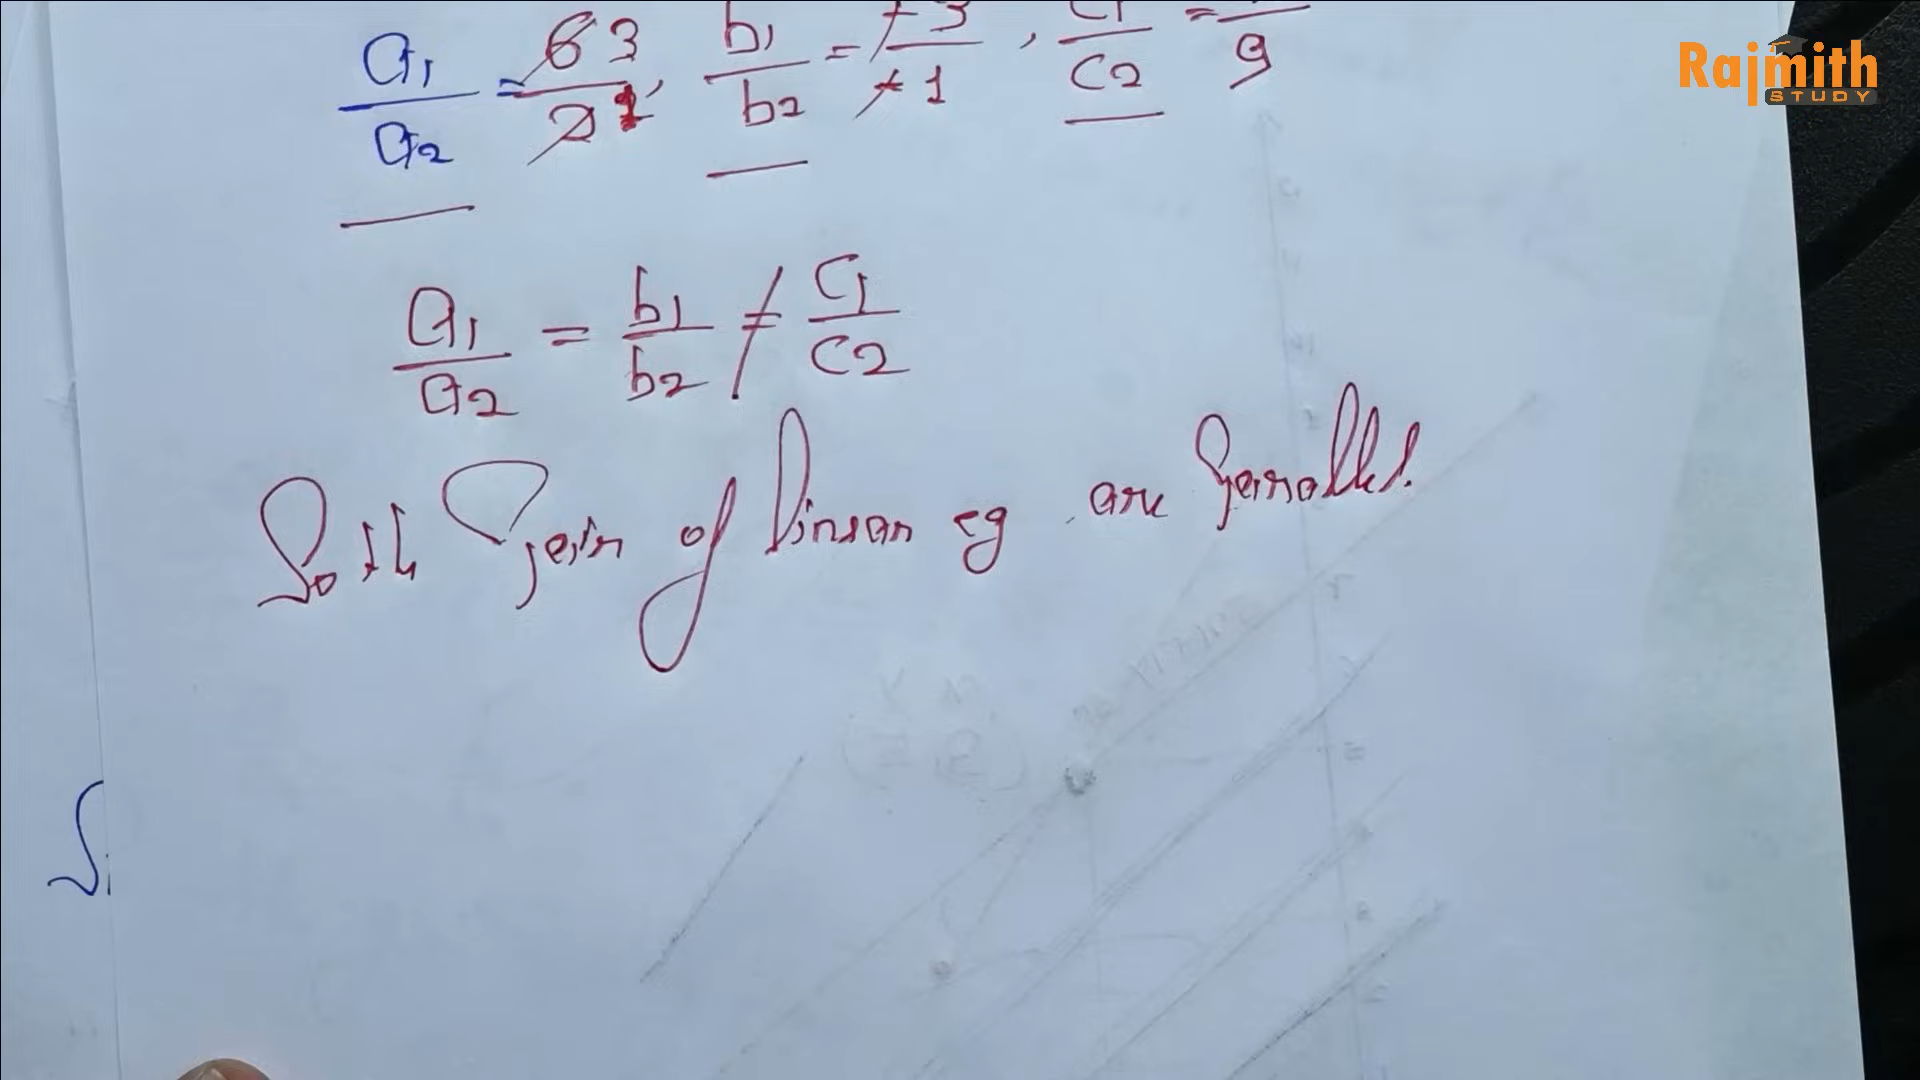 Rajmith
STUDY
a1/a2 = 6 3/2 1, b1/b2 = -3/-1, c1/c2 = /9
a1/a2 = b1/b2 ≠ c1/c2
So the pair of linear eq are parallel.